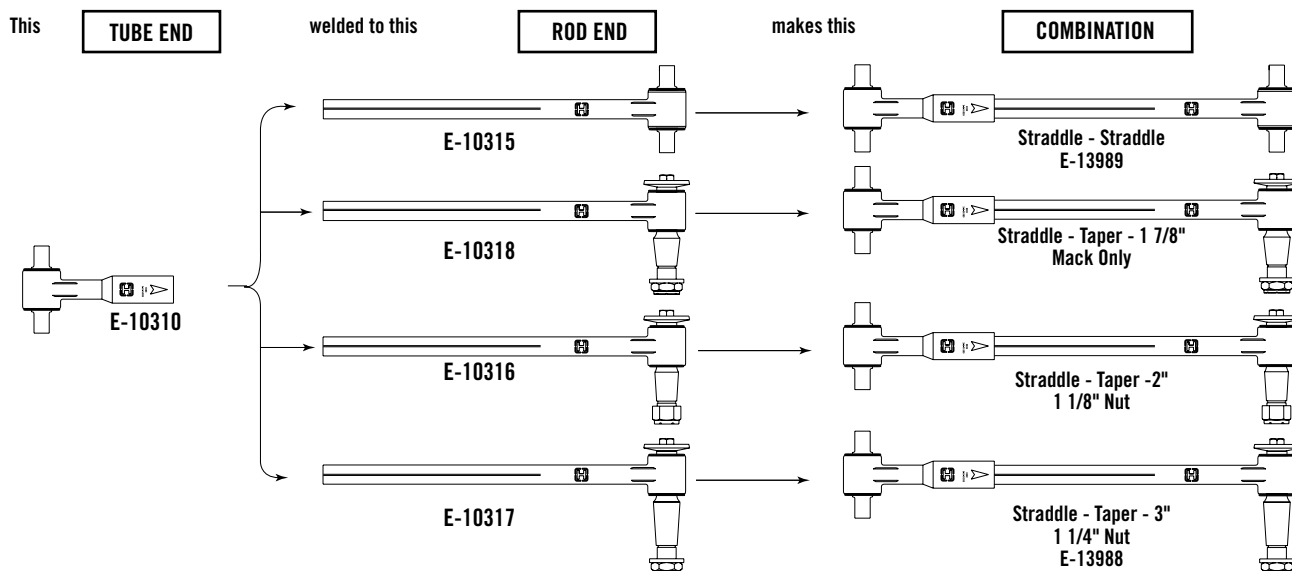 This
TUBE END
welded to this
ROD END
makes this
COMBINATION
E-10310
E-10315
Straddle - Straddle
E-13989
E-10318
Straddle - Taper - 1 7/8"
Mack Only
E-10316
Straddle - Taper -2"
1 1/8" Nut
E-10317
Straddle - Taper - 3"
1 1/4" Nut
E-13988